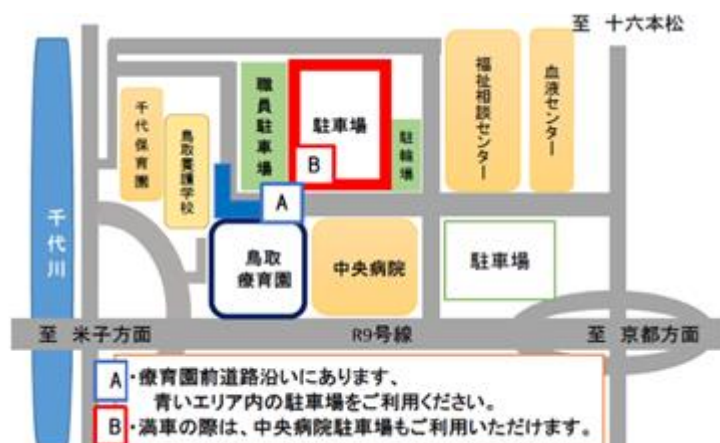 至 十六本松
千代保育園
鳥取養護学校
職員駐車場
駐車場
B
駐輪場
福祉相談センター
血液センター
A
千代川
鳥取
療育園
中央病院
駐車場
至 米子方面
R9号線
至 京都方面
A・療育園前道路沿いにあります、
青いエリア内の駐車場をご利用ください。
B・満車の際は、中央病院駐車場もご利用いただけます。